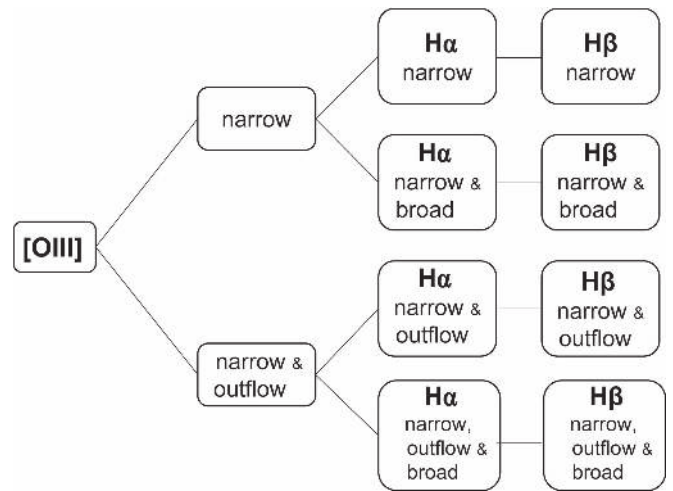 [OIII]
narrow
narrow &
outflow
Hα
narrow
Hβ
narrow
Hα
narrow &
broad
Hβ
narrow &
broad
Hα
narrow &
outflow
Hβ
narrow &
outflow
Hα
narrow,
outflow &
broad
Hβ
narrow,
outflow &
broad